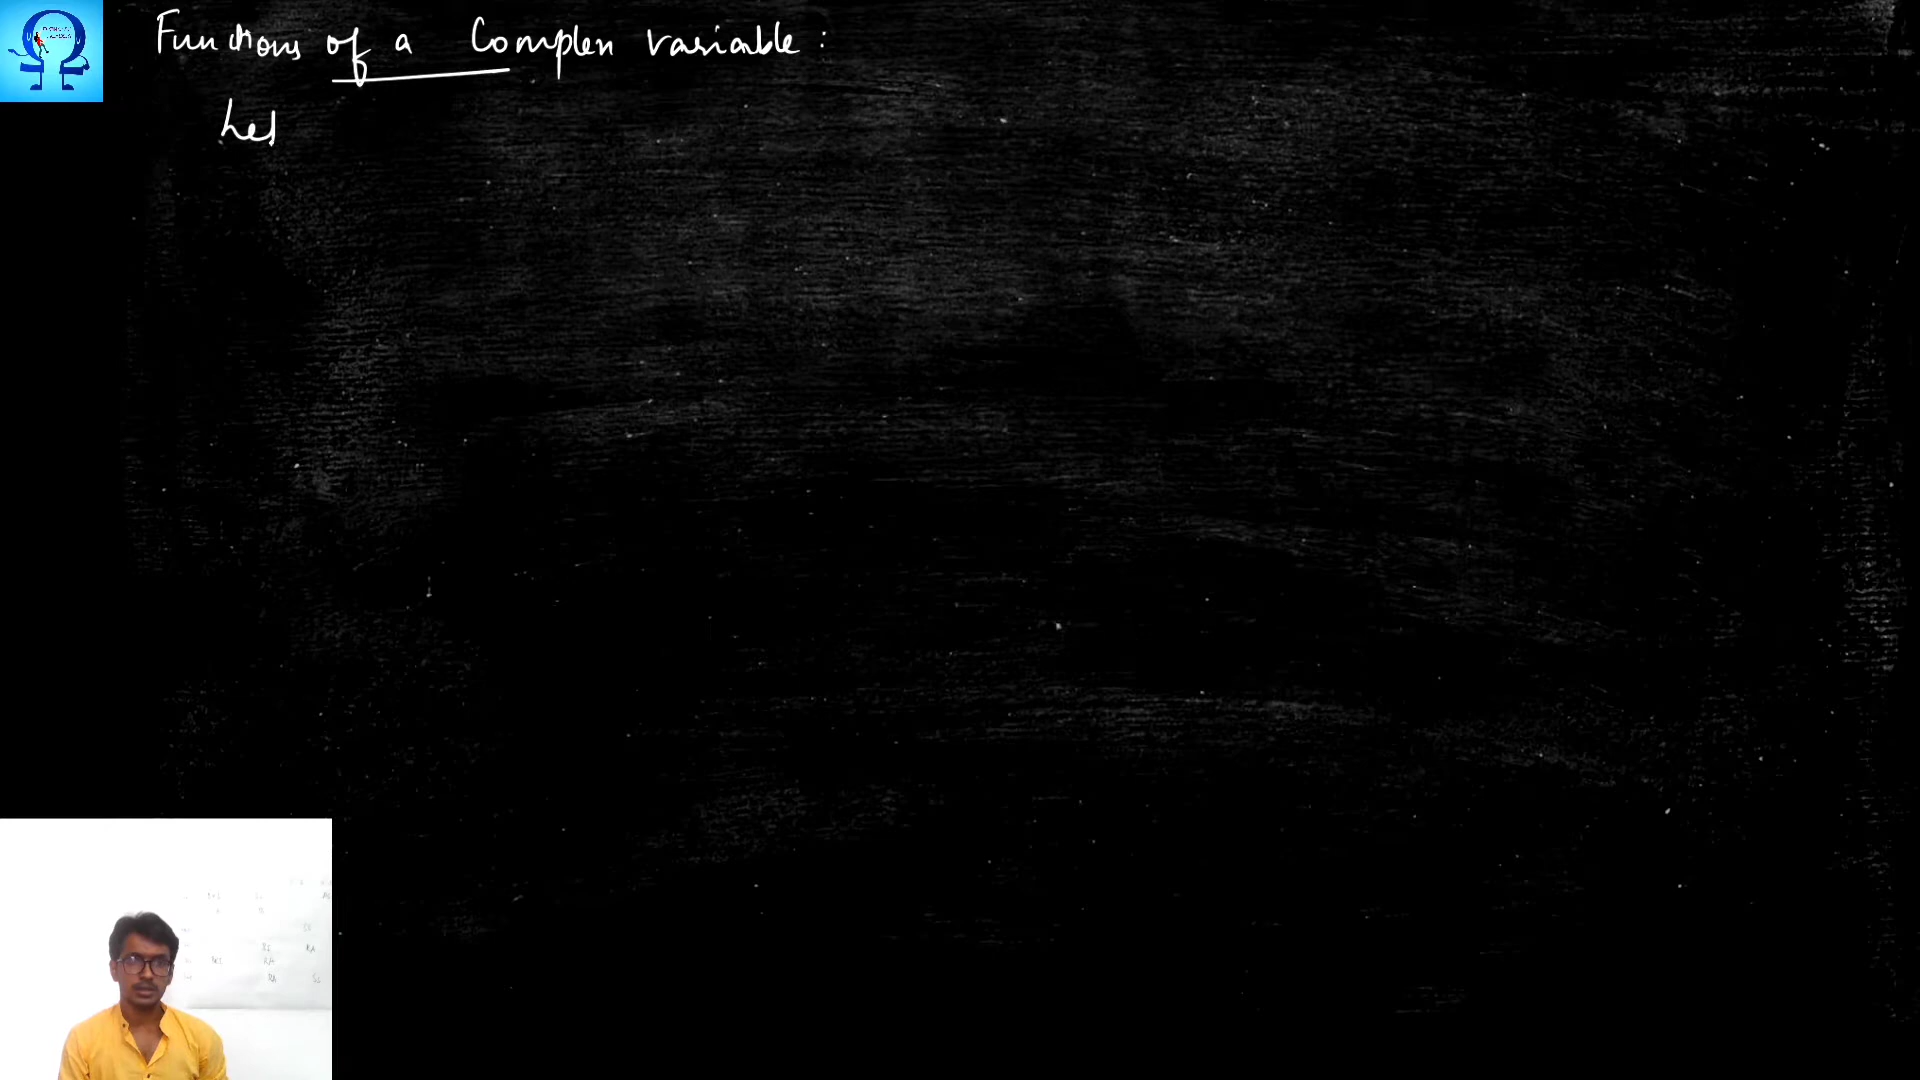 Functions of a Complex variable :
Let